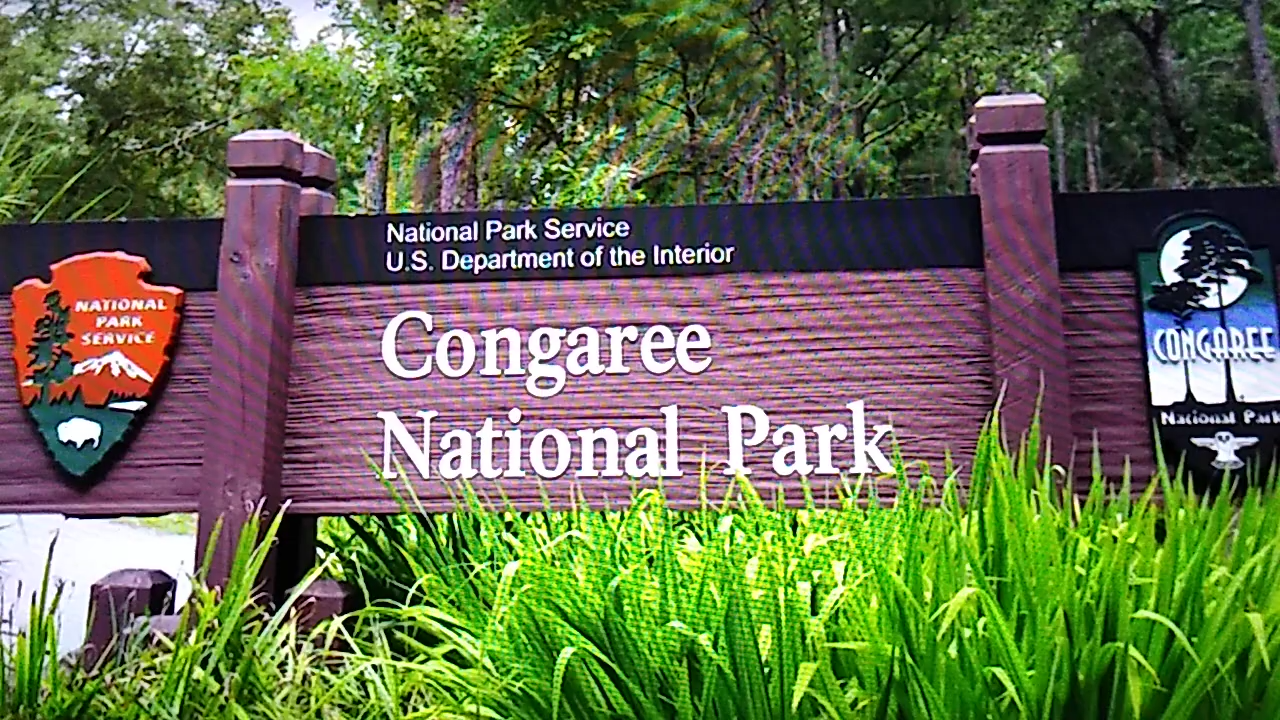 National Park Service
U.S. Department of the Interior
NATIONAL
PARK
SERVICE
Congaree
National Park
CONGAREE
National Park